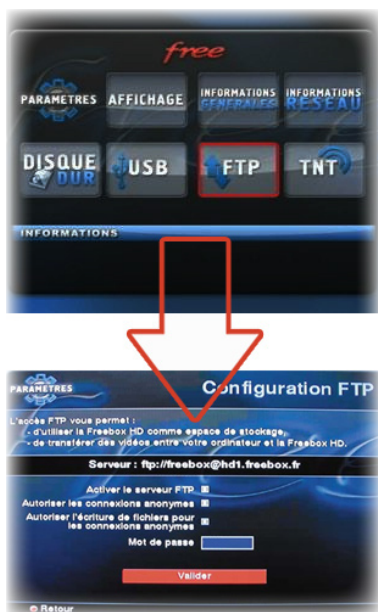 free
PARAMETRES AFFICHAGE INFORMATIONS GENERALES INFORMATIONS RESEAU
DISQUE DUR USB FTP TNT
INFORMATIONS
PARAMETRES
Configuration FTP
L'accès FTP vous permet :
- d'utiliser la Freebox HD comme espace de stockage,
- de transférer des vidéos entre votre ordinateur et la Freebox HD.
Serveur : ftp://freebox@hd1.freebox.fr
Activer le serveur FTP
Autoriser les connexions anonymes
Autoriser l'écriture de fichiers pour
les connexions anonymes
Mot de passe
Valider
Retour